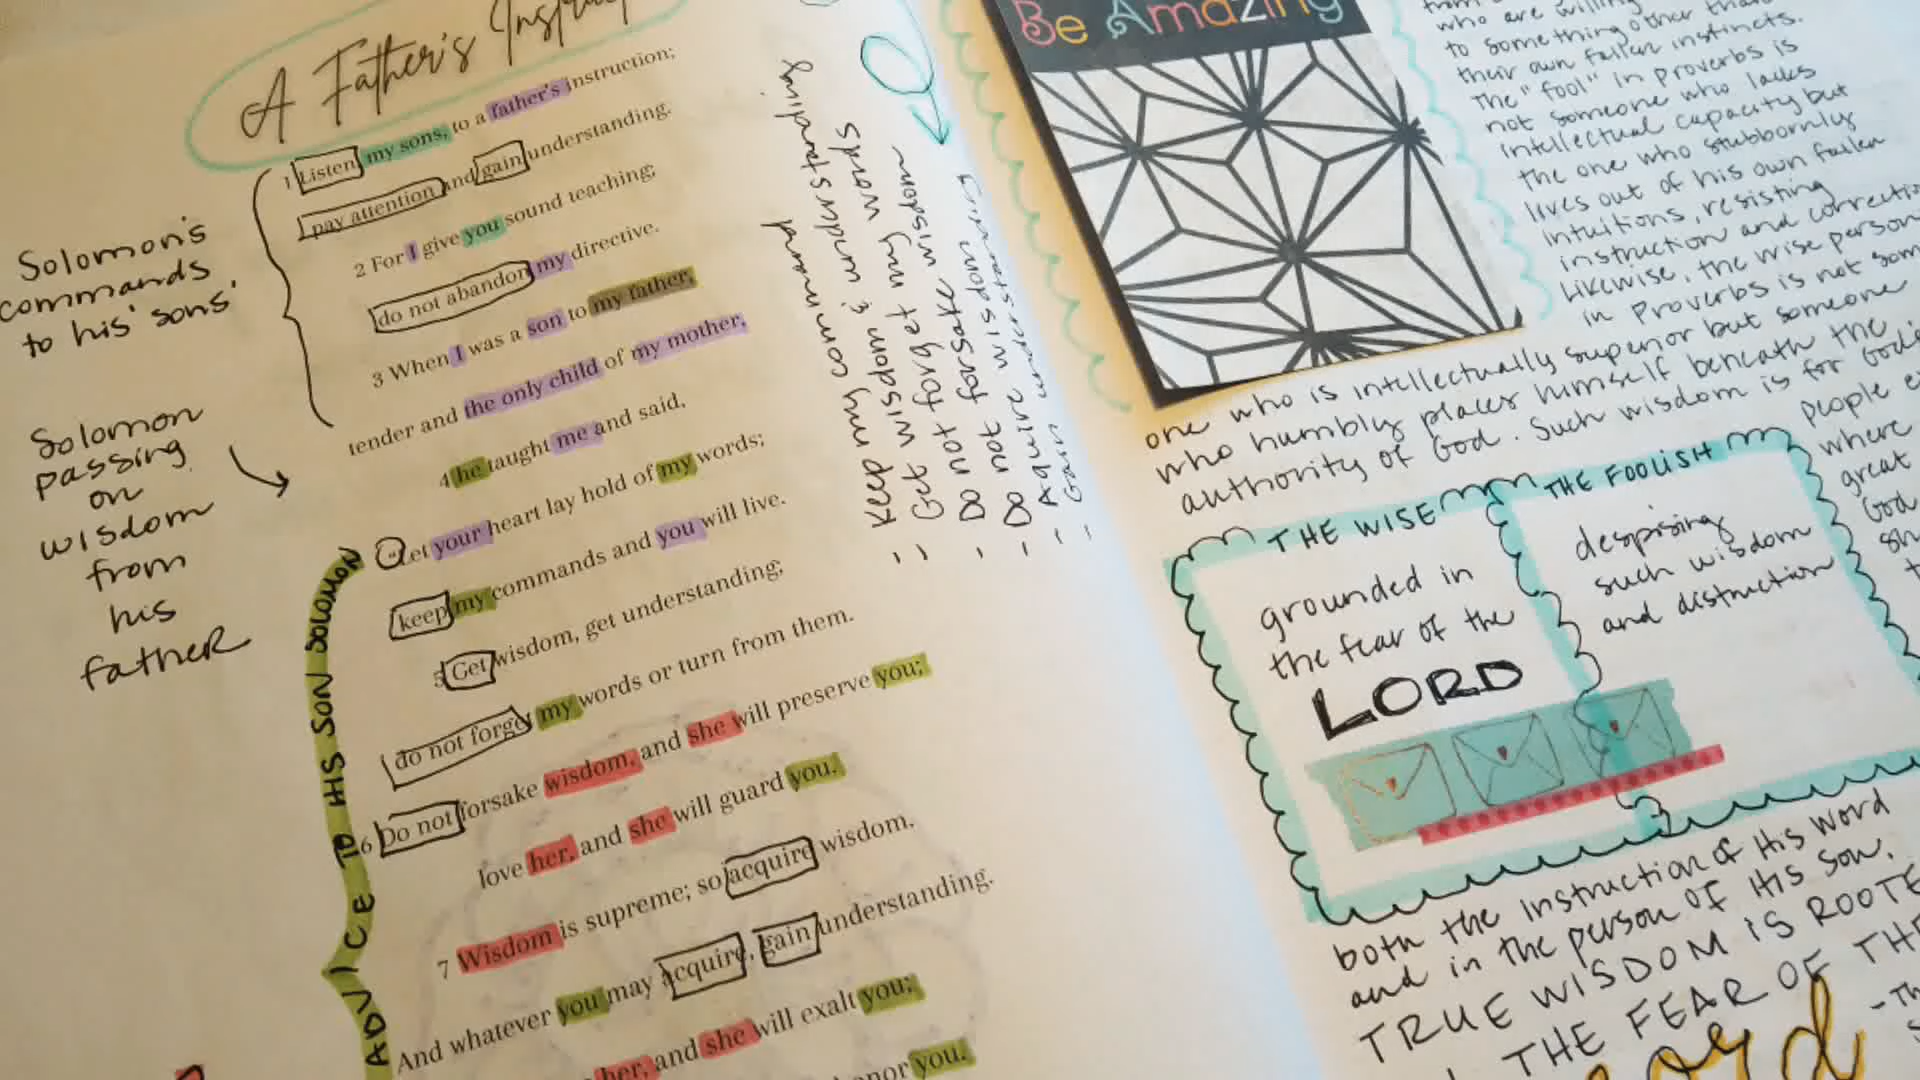 A Father's
1 Listen my sons, to a father's instruction;
pay attention and gain understanding.
2 For I give you sound teaching;
do not abandon my directive.
3 When I was a son to my father,
tender and the only child of my mother,
4 he taught me and said,
"Let your heart lay hold of my words;
keep my commands and you will live.
5 Get wisdom, get understanding;
do not forget my words or turn from them.
6 Do not forsake wisdom, and she will preserve you;
love her, and she will guard you.
7 Wisdom is supreme; so acquire wisdom.
And whatever you may acquire, gain understanding.
her, and she will exalt you;
you.
Solomon's
commands
to his 'sons'
Solomon
passing
on
wisdom
from
his
father
ADVICE TO HIS SON SOLOMON
- Keep my command
- Get wisdom & understanding
- Do not forget my words
- Do not forsake wisdom
- Aquire wisdom
- Gain understanding
Be Amazing
who are willing
to something other than
their own fallen instincts.
The "fool" in proverbs is
not someone who lacks
intellectual capacity but
the one who stubbornly
lives out of his own fallen
intuitions, resisting
instruction and correction
Likewise, the wise person
in Proverbs is not some
one who is intellectually superior but someone
who humbly places himself beneath the
authority of God. Such wisdom is for God's
people
where
great
God
THE WISE
grounded in
the fear of the
LORD
THE FOOLISH
despising
such wisdom
and distruction
both the instruction of His word
and in the person of His son.
TRUE WISDOM IS ROOTE
THE FEAR OF THE